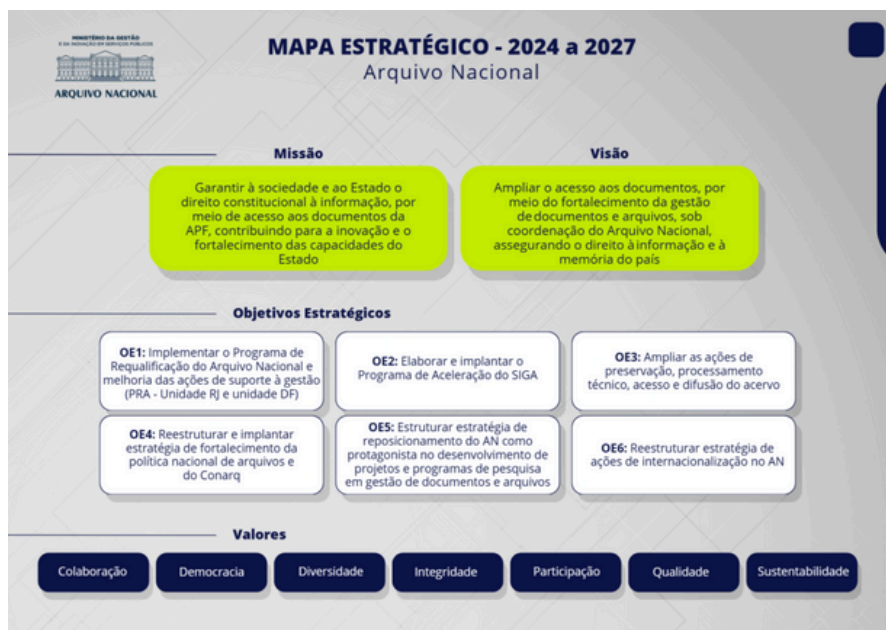 MINISTÉRIO DA GESTÃO
E DA INOVAÇÃO EM SERVIÇOS PÚBLICOS
ARQUIVO NACIONAL
MAPA ESTRATÉGICO - 2024 a 2027
Arquivo Nacional
Missão
Garantir à sociedade e ao Estado o
direito constitucional à informação, por
meio de acesso aos documentos da
APF, contribuindo para a inovação e o
fortalecimento das capacidades do
Estado
Visão
Ampliar o acesso aos documentos, por
meio do fortalecimento da gestão
de documentos e arquivos, sob
coordenação do Arquivo Nacional,
assegurando o direito à informação e à
memória do país
Objetivos Estratégicos
OE1: Implementar o Programa de
Requalificação do Arquivo Nacional e
melhoria das ações de suporte à gestão
(PRA - Unidade RJ e unidade DF)
OE2: Elaborar e implantar o
Programa de Aceleração do SIGA
OE3: Ampliar as ações de
preservação, processamento
técnico, acesso e difusão do acervo
OE4: Reestruturar e implantar
estratégia de fortalecimento da
política nacional de arquivos e
do Conarq
OE5: Estruturar estratégia de
reposicionamento do AN como
protagonista no desenvolvimento de
projetos e programas de pesquisa
em gestão de documentos e arquivos
OE6: Reestruturar estratégia de
ações de internacionalização no AN
Valores
Colaboração
Democracia
Diversidade
Integridade
Participação
Qualidade
Sustentabilidade